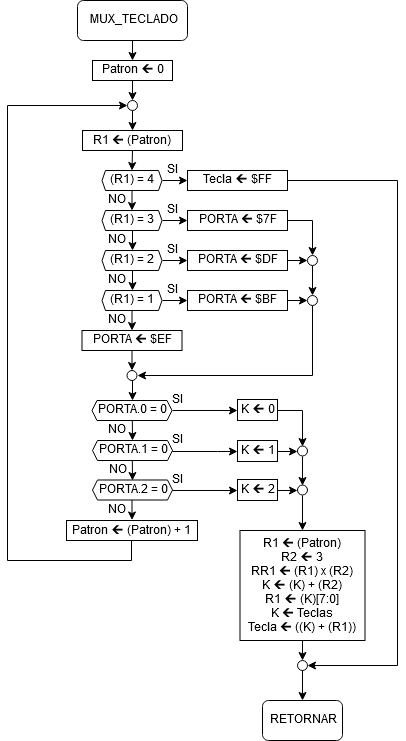 MUX_TECLADO
Patron ← 0
R1 ← (Patron)
(R1) = 4
SI
Tecla ← $FF
NO
(R1) = 3
SI
PORTA ← $7F
NO
(R1) = 2
SI
PORTA ← $DF
NO
(R1) = 1
SI
PORTA ← $BF
NO
PORTA ← $EF
PORTA.0 = 0
SI
K ← 0
NO
PORTA.1 = 0
SI
K ← 1
NO
PORTA.2 = 0
SI
K ← 2
NO
Patron ← (Patron) + 1
R1 ← (Patron)
R2 ← 3
RR1 ← (R1) x (R2)
K ← (K) + (R2)
R1 ← (K)[7:0]
K ← Teclas
Tecla ← ((K) + (R1))
RETORNAR